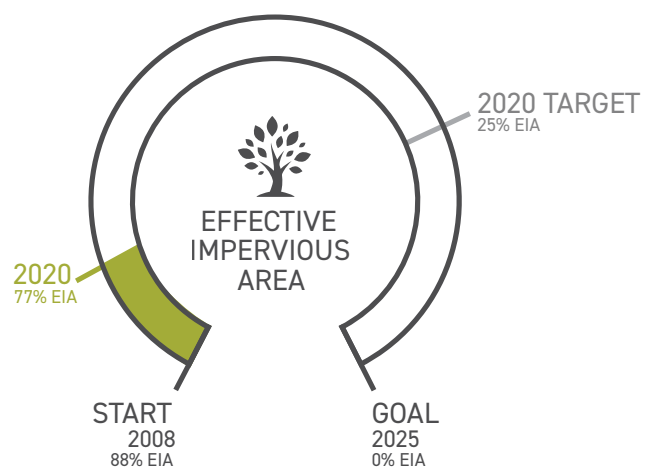 2020 TARGET
25% EIA
EFFECTIVE
IMPERVIOUS
AREA
2020
77% EIA
START
2008
88% EIA
GOAL
2025
0% EIA